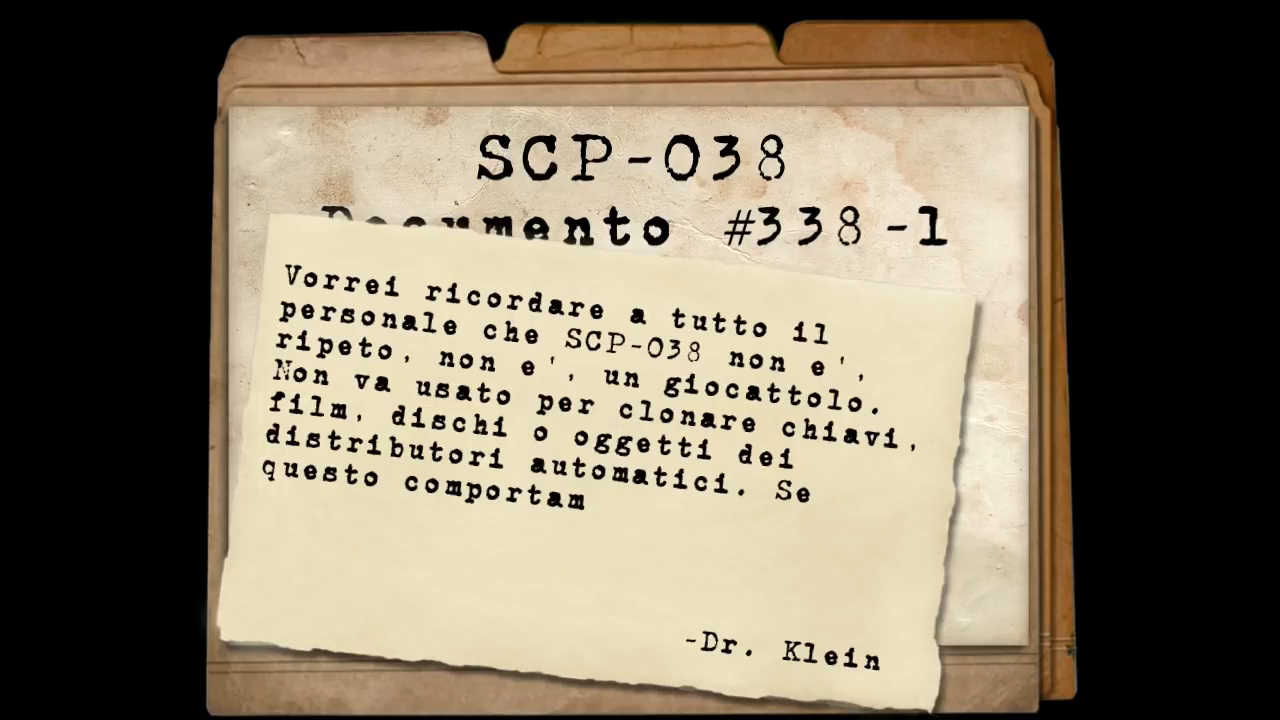 SCP-038
Documento #338-1
Vorrei ricordare a tutto il
personale che SCP-038 non e',
ripeto, non e', un giocattolo.
Non va usato per clonare chiavi,
film, dischi o oggetti dei
distributori automatici. Se
questo comportam
-Dr. Klein